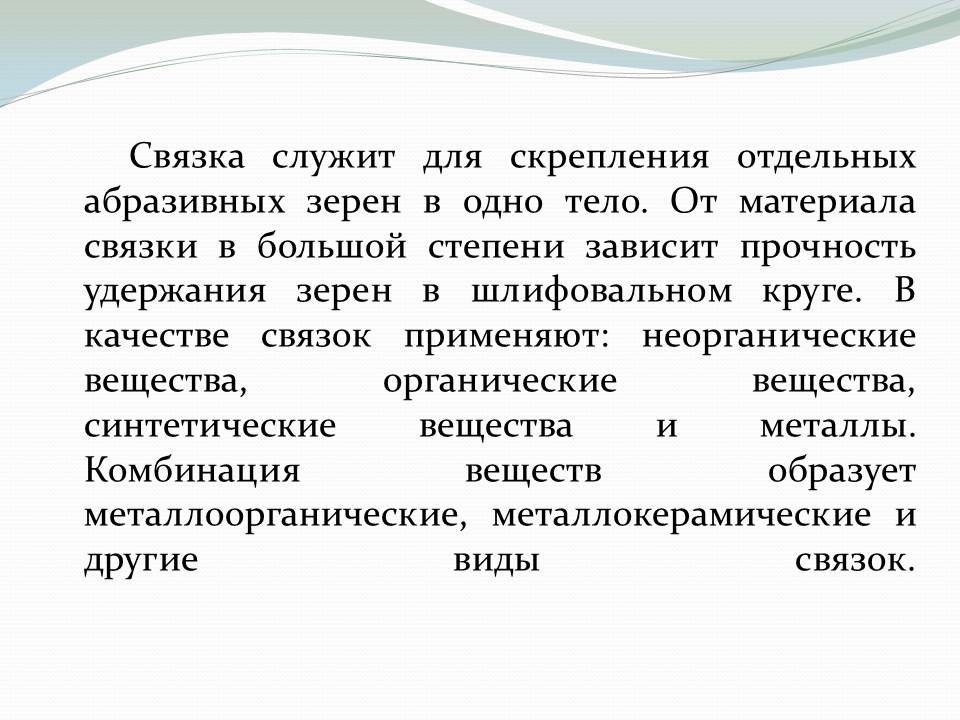 Связка служит для скрепления отдельных
абразивных зерен в одно тело. От материала
связки в большой степени зависит прочность
удержания зерен в шлифовальном круге. В
качестве связок применяют: неорганические
вещества, органические вещества,
синтетические вещества и металлы.
Комбинация веществ образует
металлоорганические, металлокерамические и
другие виды связок.